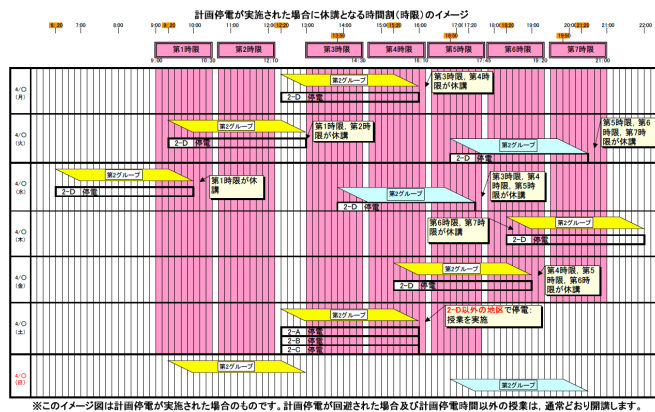 計画停電が実施された場合に休講となる時間割(時限)のイメージ
6:20 7:00 8:00 9:00 9:20 10:00 11:00 12:00 12:20 13:00 13:50 14:00 15:00 15:20 16:00 16:50 17:00 17:20 18:00 18:20 19:00 19:50 20:00 21:00 22:00
第1時限 第2時限 第3時限 第4時限 第5時限 第6時限 第7時限
9:00 10:30 12:10 14:30 16:10 17:45 19:20 21:00
4/○
(月)
第2グループ
2-D 停電
第3時限、第4時
限が休講
4/○
(火)
第2グループ
2-D 停電
第1時限、第2時
限が休講
第2グループ
2-D 停電
第5時限、第6
時限、第7時
限が休講
4/○
(水)
第2グループ
2-D 停電
第1時限が休
講
第2グループ
2-D 停電
第3時限、第4
時限、第5時
限が休講
4/○
(木)
第6時限、第7時
限が休講
第2グループ
2-D 停電
4/○
(金)
第2グループ
2-D 停電
第4時限、第5
時限、第6時
限が休講
4/○
(土)
第2グループ
2-A 停電
2-B 停電
2-C 停電
2-D以外の地区で停電:
授業を実施
4/○
(日)
第2グループ
第2グループ
※このイメージ図は計画停電が実施された場合のものです。計画停電が回避された場合及び計画停電時間以外の授業は、通常どおり開講します。